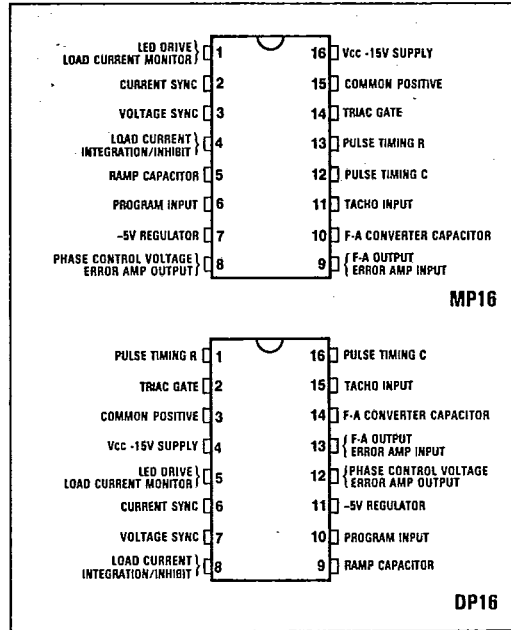 LED DRIVE
LOAD CURRENT MONITOR
1
16 Vcc -15V SUPPLY
CURRENT SYNC 2
15 COMMON POSITIVE
VOLTAGE SYNC 3
14 TRIAC GATE
LOAD CURRENT
INTEGRATION/INHIBIT
4
13 PULSE TIMING R
RAMP CAPACITOR 5
12 PULSE TIMING C
PROGRAM INPUT 6
11 TACHO INPUT
-5V REGULATOR 7
10 F-A CONVERTER CAPACITOR
PHASE CONTROL VOLTAGE
ERROR AMP OUTPUT
8
9
F-A OUTPUT
ERROR AMP INPUT
MP16
PULSE TIMING R 1
16 PULSE TIMING C
TRIAC GATE 2
15 TACHO INPUT
COMMON POSITIVE 3
14 F-A CONVERTER CAPACITOR
Vcc -15V SUPPLY 4
13
F-A OUTPUT
ERROR AMP INPUT
LED DRIVE
LOAD CURRENT MONITOR
5
12
PHASE CONTROL VOLTAGE
ERROR AMP OUTPUT
CURRENT SYNC 6
11 -5V REGULATOR
VOLTAGE SYNC 7
10 PROGRAM INPUT
LOAD CURRENT
INTEGRATION/INHIBIT
8
9 RAMP CAPACITOR
DP16